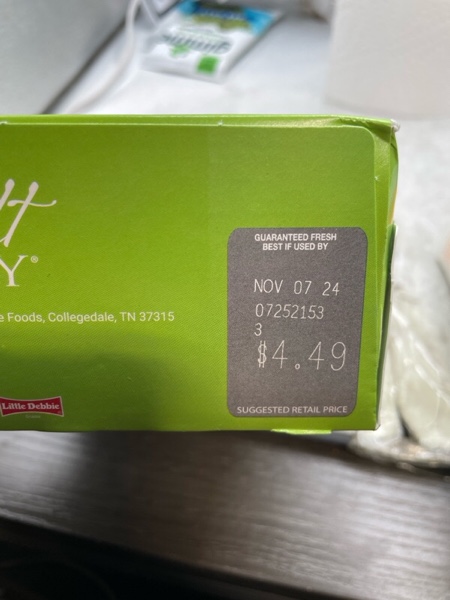 lt
Y®
e Foods, Collegedale, TN 37315
Little Debbie
GUARANTEED FRESH
BEST IF USED BY
NOV 07 24
07252153
3
$4.49
SUGGESTED RETAIL PRICE